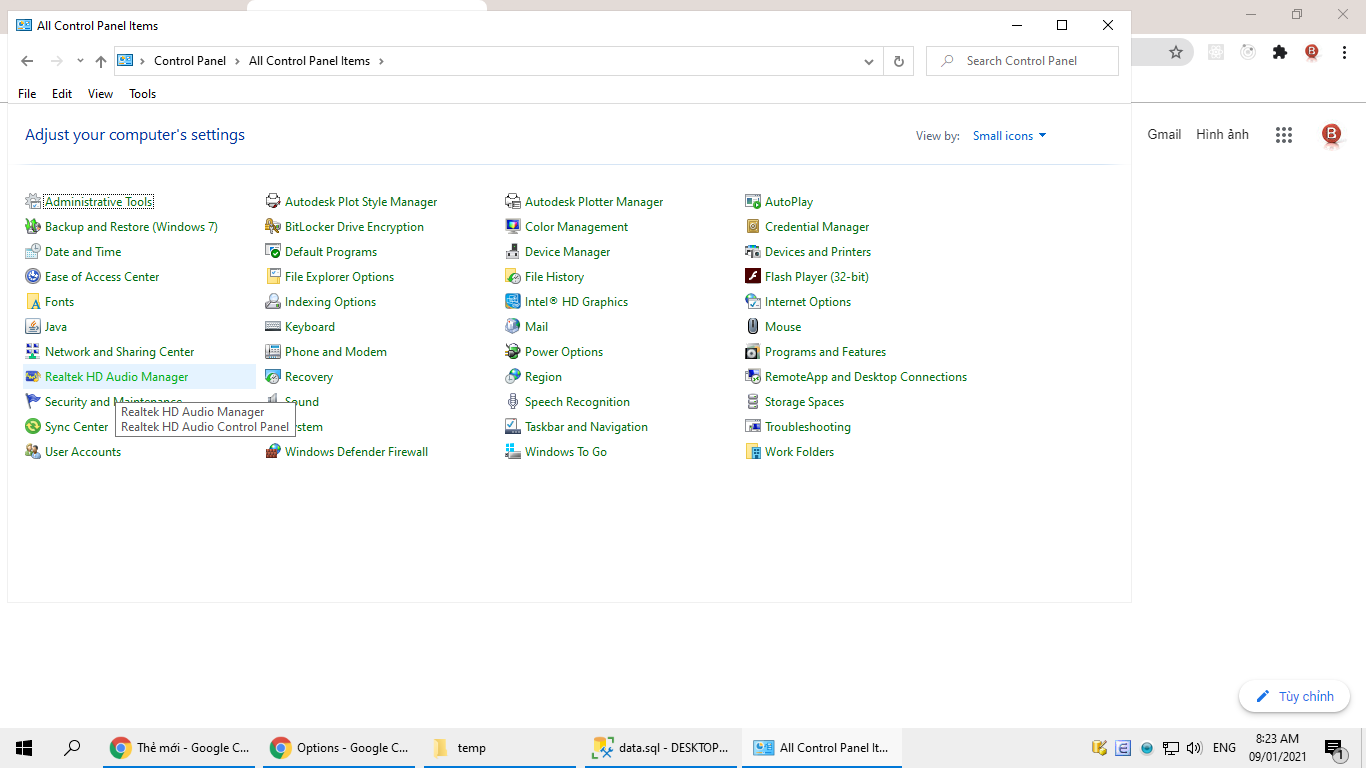 All Control Panel Items
Control Panel All Control Panel Items
Search Control Panel
File Edit View Tools
Adjust your computer's settings
View by: Small icons
Gmail Hình ảnh
B
B
Administrative Tools Autodesk Plot Style Manager Autodesk Plotter Manager AutoPlay
Backup and Restore (Windows 7) BitLocker Drive Encryption Color Management Credential Manager
Date and Time Default Programs Device Manager Devices and Printers
Ease of Access Center File Explorer Options File History Flash Player (32-bit)
Fonts Indexing Options Intel® HD Graphics Internet Options
Java Keyboard Mail Mouse
Network and Sharing Center Phone and Modem Power Options Programs and Features
Realtek HD Audio Manager Recovery Region RemoteApp and Desktop Connections
Security and Maintenance Sound Speech Recognition Storage Spaces
Realtek HD Audio Manager
Realtek HD Audio Control Panel
Sync Center ystem Taskbar and Navigation Troubleshooting
User Accounts Windows Defender Firewall Windows To Go Work Folders
Tùy chỉnh
Thẻ mới - Google C... Options - Google C... temp data.sql - DESKTOP... All Control Panel It... ENG 8:23 AM
09/01/2021
1